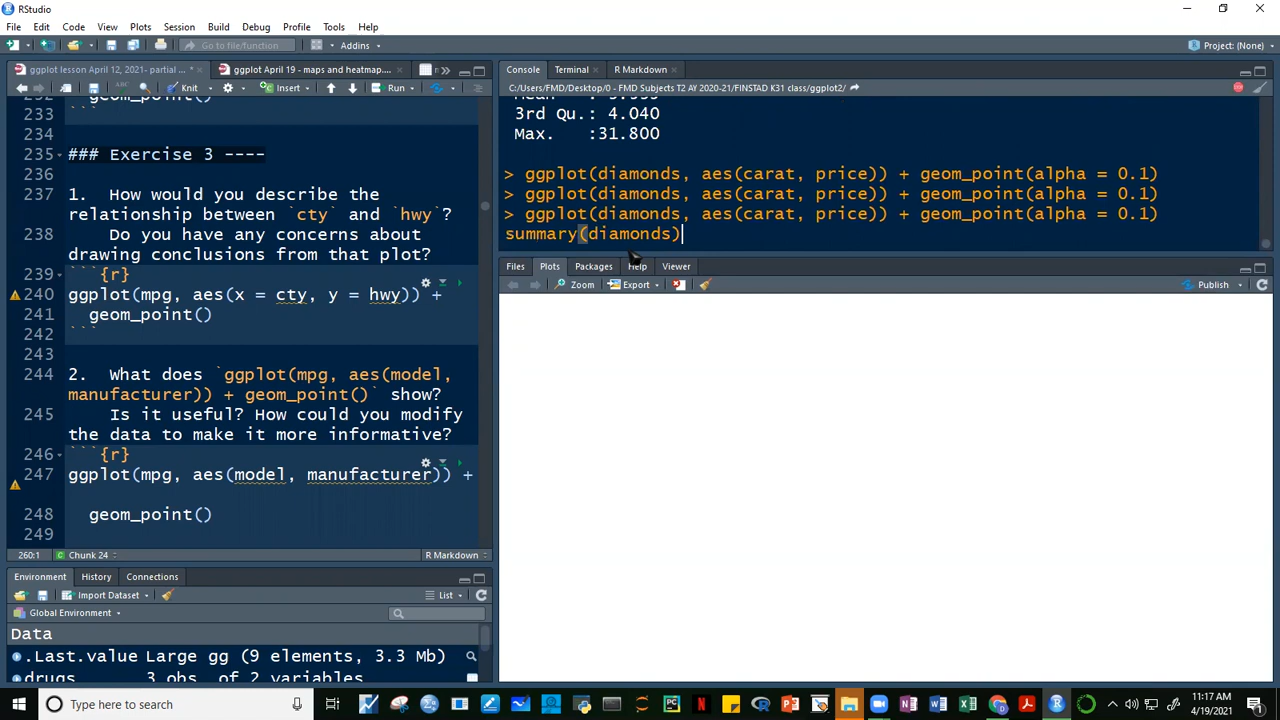 RStudio
File Edit Code View Plots Session Build Debug Profile Tools Help
Go to file/function Addins Project: (None)
ggplot lesson April 12, 2021- partial ... * ggplot April 19 - maps and heatmap....
Knit Insert Run
geom_point()
233 ```
234
235 ### Exercise 3 ----
236
237 1. How would you describe the
relationship between `cty` and `hwy`?
238 Do you have any concerns about
drawing conclusions from that plot?
239 ```{r}
240 ggplot(mpg, aes(x = cty, y = hwy)) +
241 geom_point()
242 ```
243
244 2. What does `ggplot(mpg, aes(model,
manufacturer)) + geom_point()` show?
245 Is it useful? How could you modify
the data to make it more informative?
246 ```{r}
247 ggplot(mpg, aes(model, manufacturer)) +
248 geom_point()
249
260:1 Chunk 24 R Markdown
Environment History Connections
Import Dataset List
Global Environment
Data
.Last.value Large gg (9 elements, 3.3 Mb)
drugs 3 obs. of 2 variables
Console Terminal R Markdown
C:/Users/FMD/Desktop/0 - FMD Subjects T2 AY 2020-21/FINSTAD K31 class/ggplot2/
3rd Qu.: 4.040
Max. :31.800
> ggplot(diamonds, aes(carat, price)) + geom_point(alpha = 0.1)
> ggplot(diamonds, aes(carat, price)) + geom_point(alpha = 0.1)
> ggplot(diamonds, aes(carat, price)) + geom_point(alpha = 0.1)
summary(diamonds)
Files Plots Packages Help Viewer
Zoom Export Publish
Type here to search
11:17 AM
4/19/2021